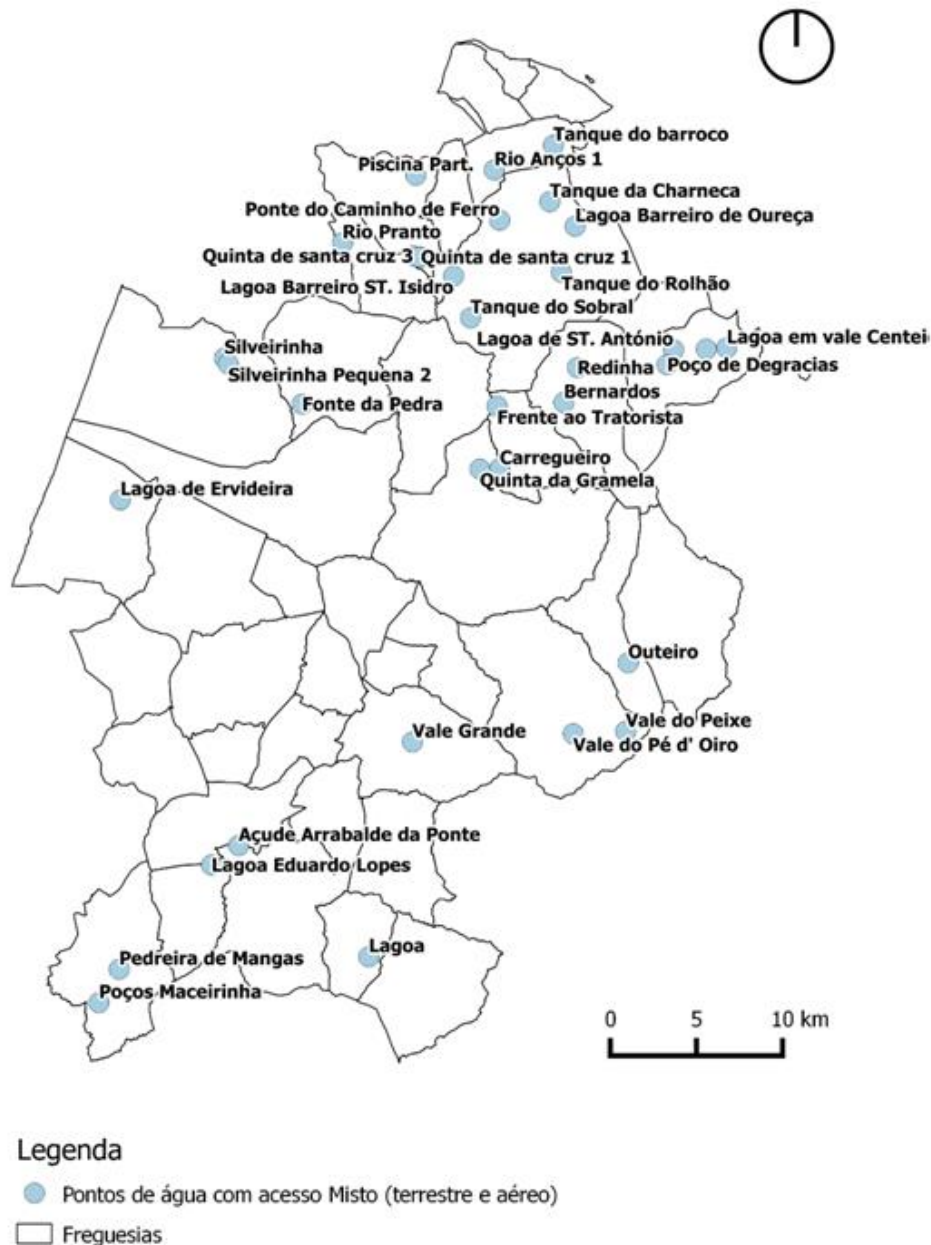 Tanque do barroco
Piscina Part.
Rio Anços 1
Tanque da Charneca
Ponte do Caminho de Ferro
Lagoa Barreiro de Oureça
Rio Pranto
Quinta de santa cruz 3
Quinta de santa cruz 1
Lagoa Barreiro ST. Isidro
Tanque do Rolhão
Tanque do Sobral
Lagoa de ST. António
Lagoa em vale Centei
Silveirinha
Redinha
Poço de Degracias
Silveirinha Pequena 2
Bernardos
Fonte da Pedra
Frente ao Tratorista
Carregueiro
Quinta da Gramela
Lagoa de Ervideira
Outeiro
Vale do Peixe
Vale Grande
Vale do Pé d' Oiro
Açude Arrabalde da Ponte
Lagoa Eduardo Lopes
Lagoa
Pedreira de Mangas
Poços Maceirinha
0 5 10 km
Legenda
Pontos de água com acesso Misto (terrestre e aéreo)
Freguesias